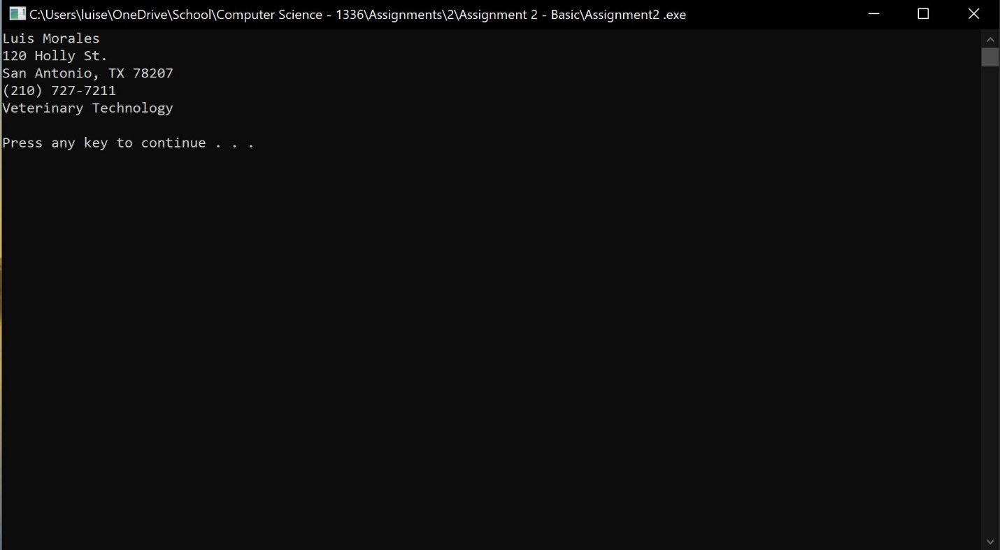 C:\Users\luise\OneDrive\School\Computer Science - 1336\Assignments\2\Assignment 2 - Basic\Assignment2 .exe
Luis Morales
120 Holly St.
San Antonio, TX 78207
(210) 727-7211
Veterinary Technology
Press any key to continue . . .